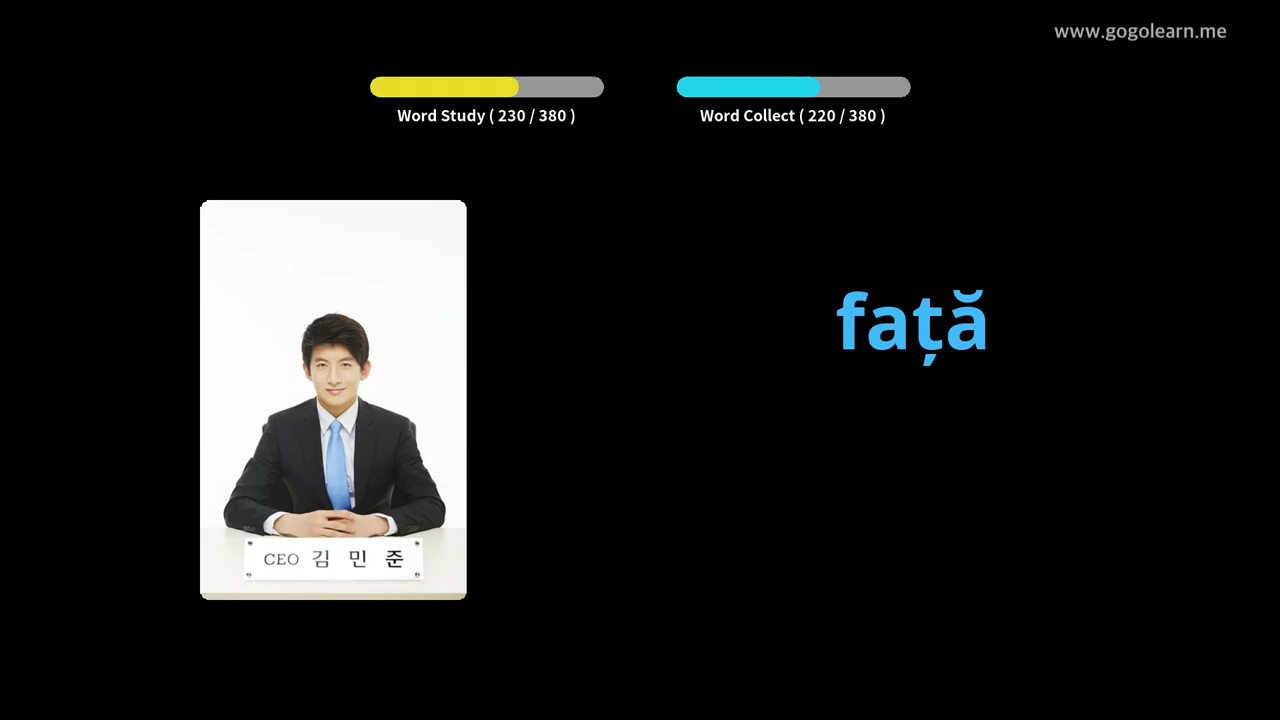 www.gogolearn.me
Word Study ( 230 / 380 )
Word Collect ( 220 / 380 )
față
CEO 김 민 준